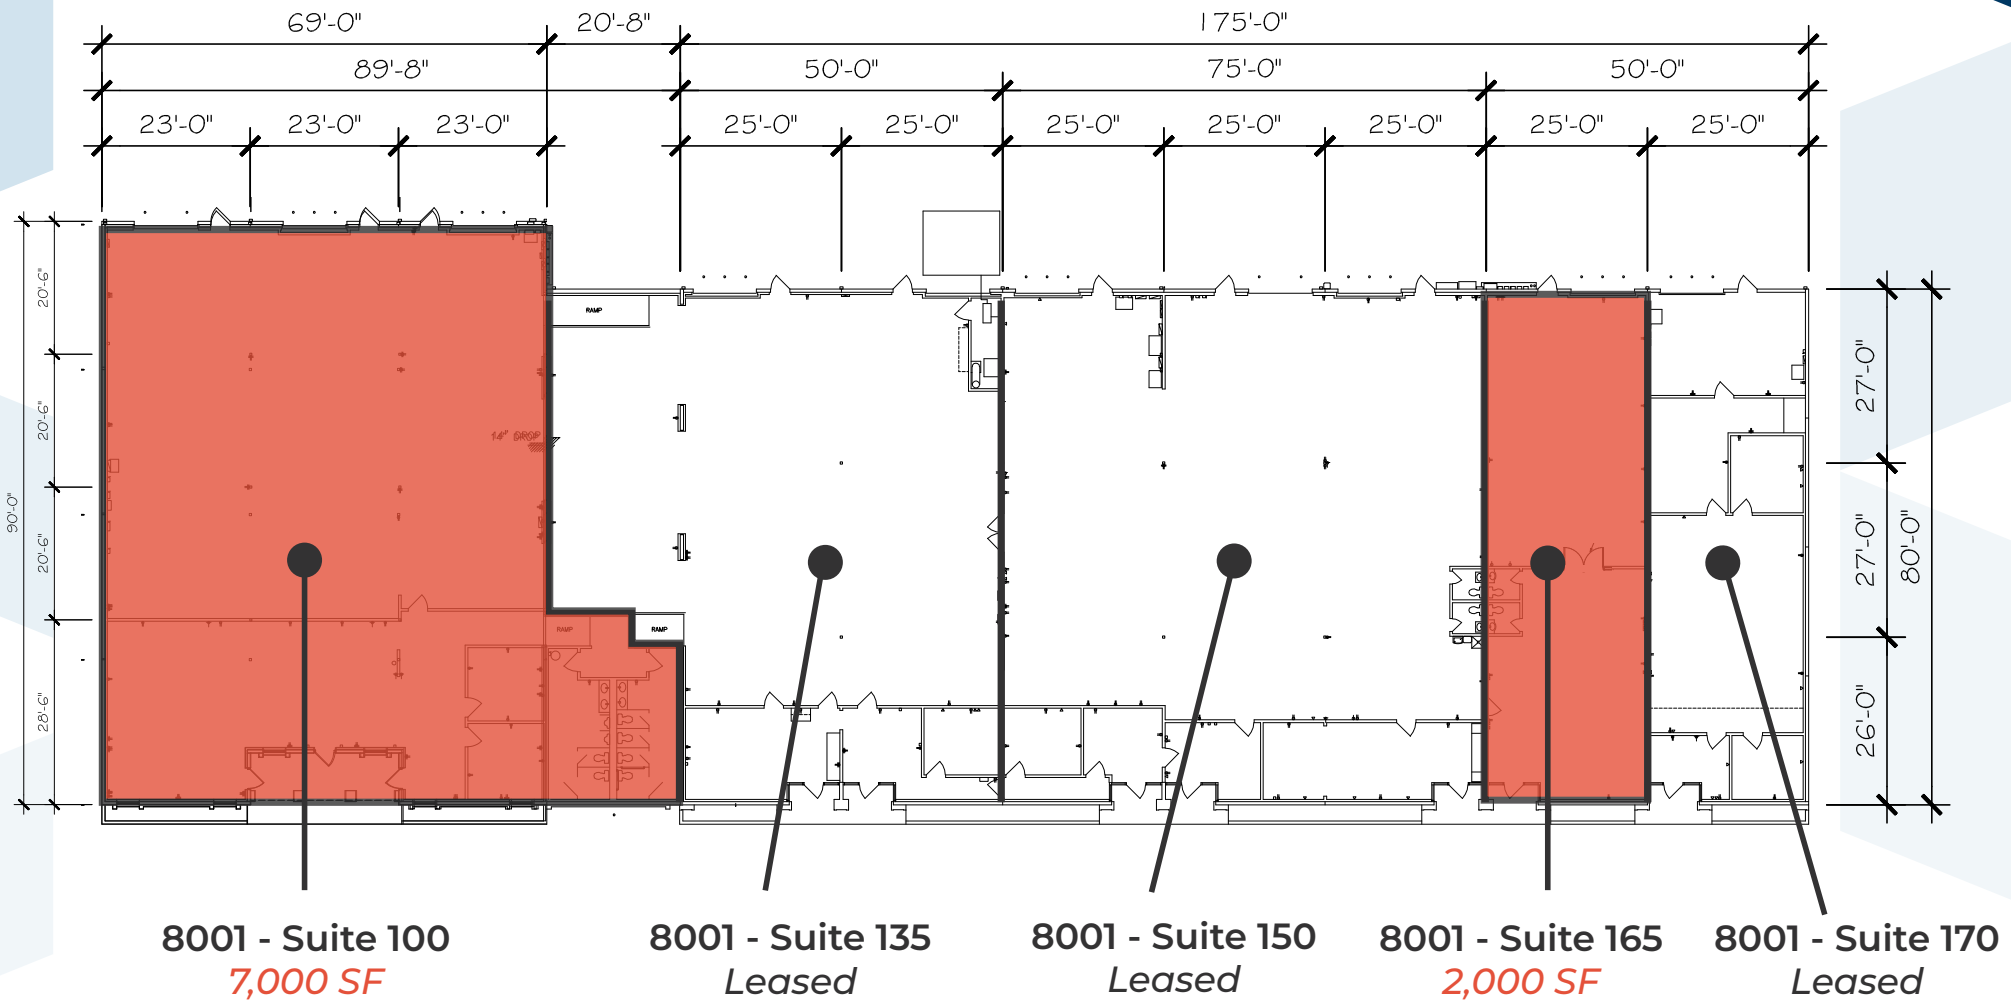 69'-0" 20'-8" 175'-0"
89'-8" 50'-0" 75'-0" 50'-0"
23'-0" 23'-0" 23'-0" 25'-0" 25'-0" 25'-0" 25'-0" 25'-0" 25'-0" 25'-0"
90'-0"
20'-6"
20'-6"
20'-6"
28'-6"
RAMP
14" DROP
RAMP
RAMP
27'-0"
27'-0"
26'-0"
80'-0"
8001 - Suite 100
7,000 SF
8001 - Suite 135
Leased
8001 - Suite 150
Leased
8001 - Suite 165
2,000 SF
8001 - Suite 170
Leased